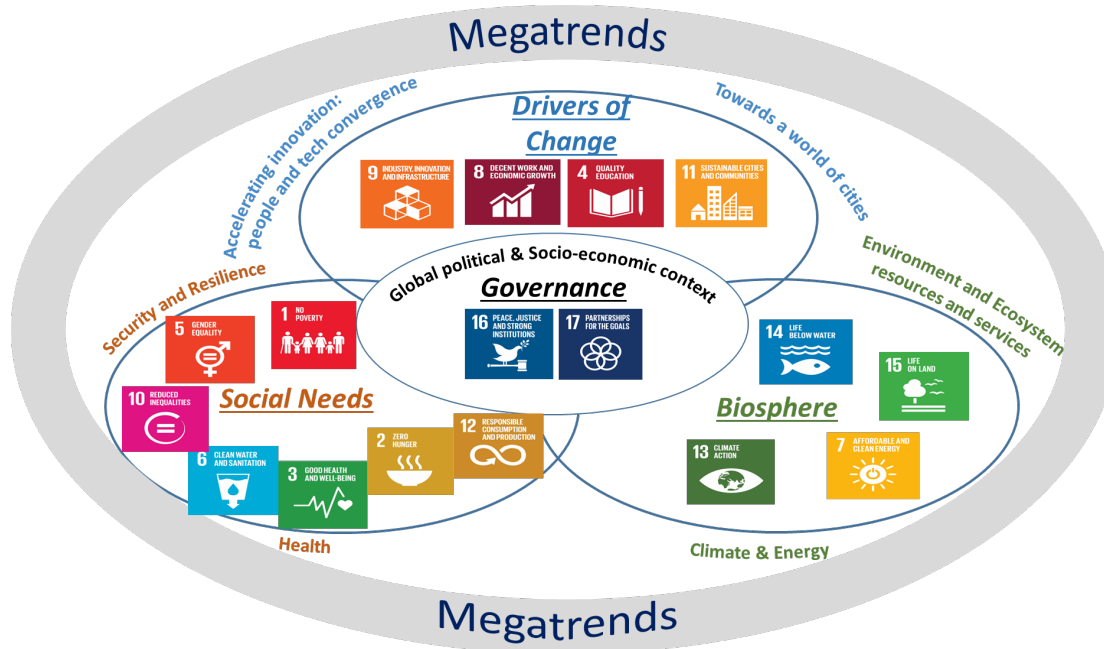 Megatrends
Accelerating innovation:
people and tech convergence
Drivers of
Change
Towards a world of cities
9 INDUSTRY, INNOVATION
AND INFRASTRUCTURE
8 DECENT WORK AND
ECONOMIC GROWTH
4 QUALITY
EDUCATION
11 SUSTAINABLE CITIES
AND COMMUNITIES
Global political & Socio-economic context
Governance
16 PEACE, JUSTICE
AND STRONG
INSTITUTIONS
17 PARTNERSHIPS
FOR THE GOALS
Security and Resilience
1 NO
POVERTY
5 GENDER
EQUALITY
Social Needs
10 REDUCED
INEQUALITIES
6 CLEAN WATER
AND SANITATION
3 GOOD HEALTH
AND WELL-BEING
2 ZERO
HUNGER
12 RESPONSIBLE
CONSUMPTION
AND PRODUCTION
Health
Environment and Ecosystem
resources and services
14 LIFE
BELOW WATER
15 LIFE
ON LAND
Biosphere
13 CLIMATE
ACTION
7 AFFORDABLE AND
CLEAN ENERGY
Climate & Energy
Megatrends